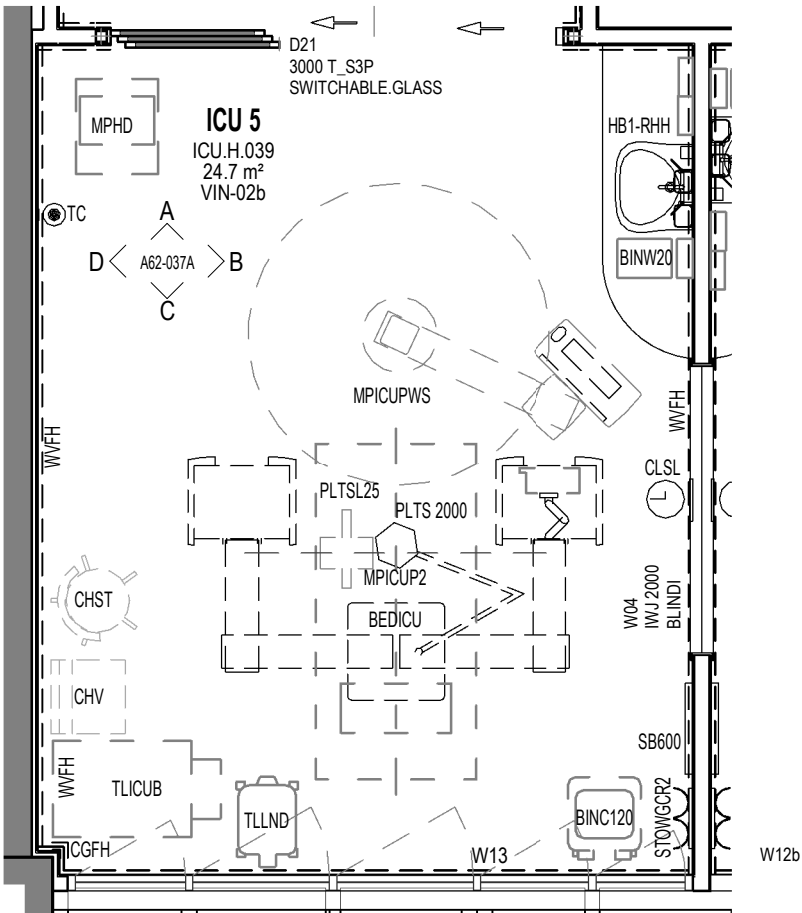 D21
3000 T_S3P
SWITCHABLE.GLASS
MPHD
ICU 5
ICU.H.039
24.7 m²
VIN-02b
HB1-RHH
TC
A
D
A62-037A
B
C
BINW20
MPICUPWS
WVFH
WVFH
CLSL
PLTSL25
PLTS 2000
MPICUP2
CHST
BEDICU
W04
IWJ 2000
BLINDI
CHV
SB600
WVFH
TLICUB
TLLND
BINC120
STOWGCR2
CGFH
W13
W12b